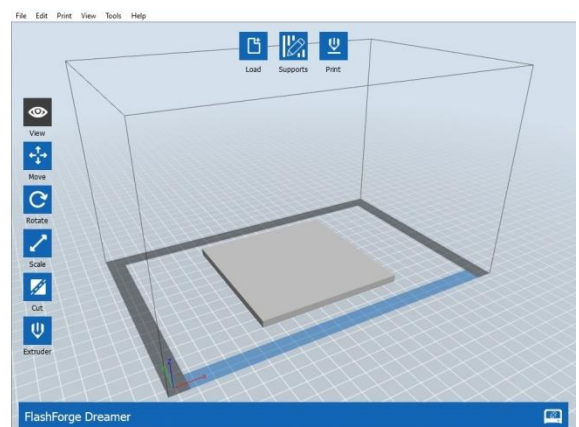 File Edit Print View Tools Help
Load Supports Print
View
Move
Rotate
Scale
Cut
Extruder
FlashForge Dreamer